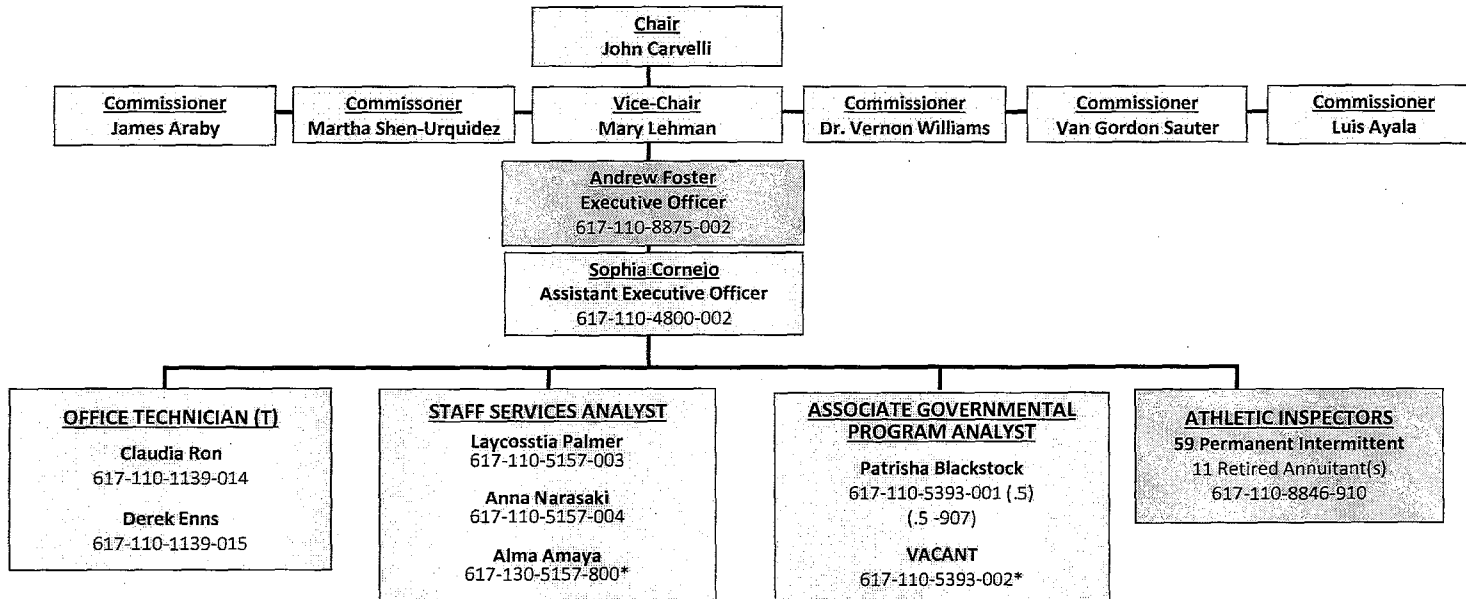 Chair
John Carvelli
Commissioner
James Araby
Commissoner
Martha Shen-Urquidez
Vice-Chair
Mary Lehman
Commissioner
Dr. Vernon Williams
Commissioner
Van Gordon Sauter
Commissioner
Luis Ayala
Andrew Foster
Executive Officer
617-110-8875-002
Sophia Cornejo
Assistant Executive Officer
617-110-4800-002
OFFICE TECHNICIAN (T)
Claudia Ron
617-110-1139-014
Derek Enns
617-110-1139-015
STAFF SERVICES ANALYST
Laycosstia Palmer
617-110-5157-003
Anna Narasaki
617-110-5157-004
Alma Amaya
617-130-5157-800*
ASSOCIATE GOVERNMENTAL
PROGRAM ANALYST
Patrisha Blackstock
617-110-5393-001 (.5)
(.5 -907)
VACANT
617-110-5393-002*
ATHLETIC INSPECTORS
59 Permanent Intermittent
11 Retired Annuitant(s)
617-110-8846-910